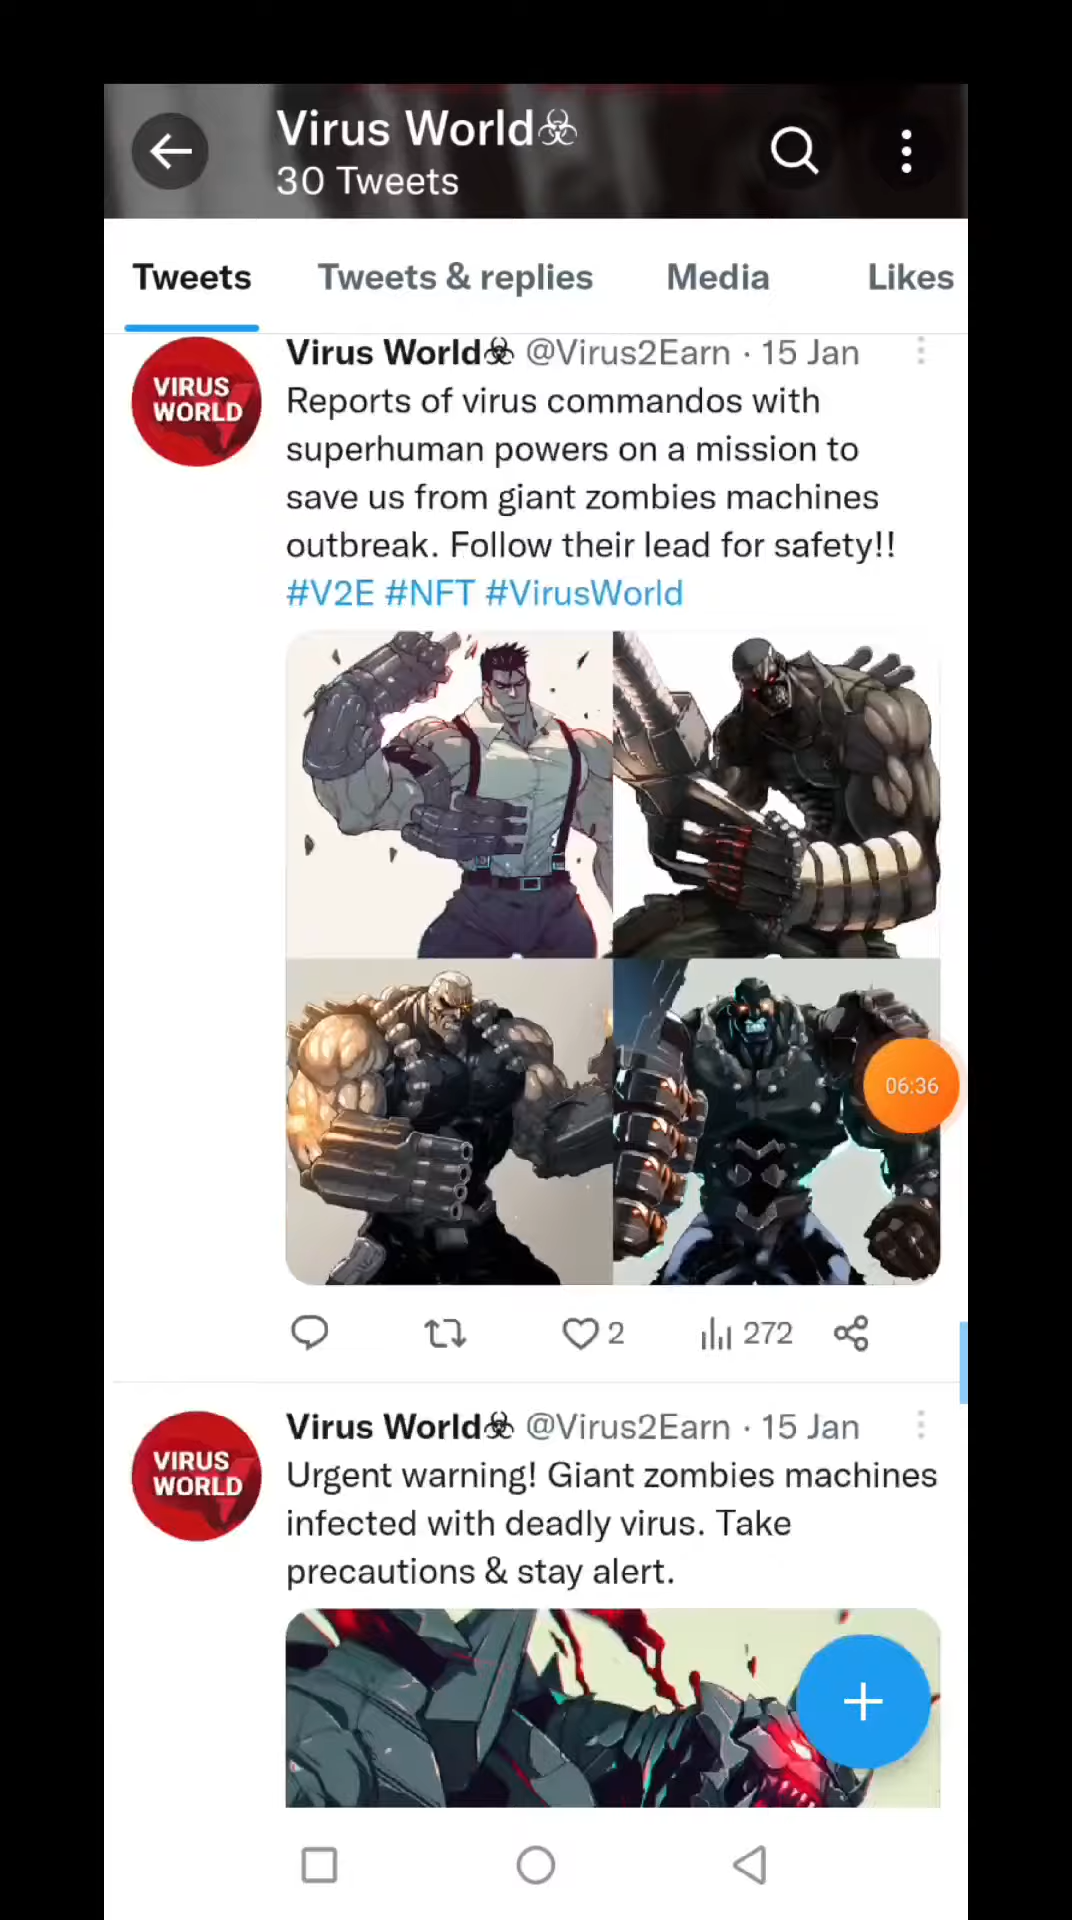 Virus World☣
30 Tweets
Tweets Tweets & replies Media Likes
Virus World☣ @Virus2Earn · 15 Jan
VIRUS
WORLD
Reports of virus commandos with
superhuman powers on a mission to
save us from giant zombies machines
outbreak. Follow their lead for safety!!
#V2E #NFT #VirusWorld
06:36
2 272
Virus World☣ @Virus2Earn · 15 Jan
VIRUS
WORLD
Urgent warning! Giant zombies machines
infected with deadly virus. Take
precautions & stay alert.